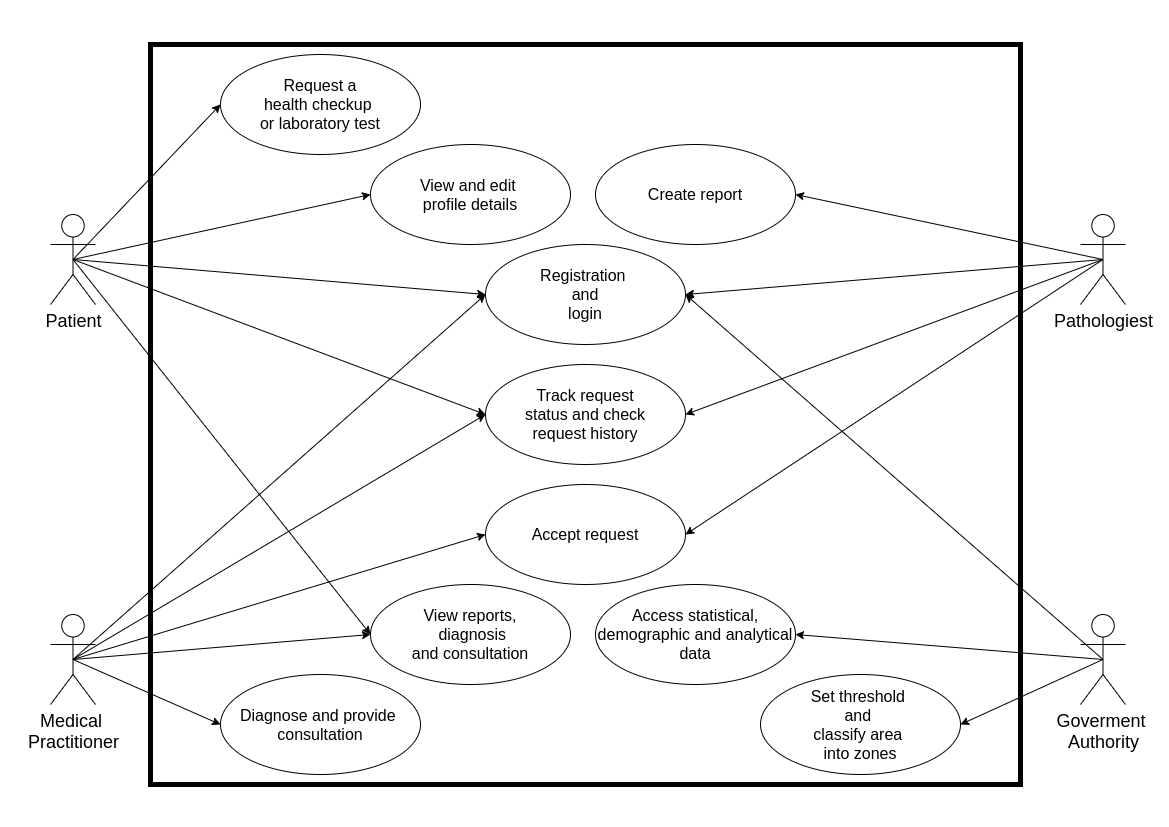 Request a
health checkup
or laboratory test
View and edit
profile details
Create report
Registration
and
login
Patient
Pathologiest
Track request
status and check
request history
Accept request
View reports,
diagnosis
and consultation
Access statistical,
demographic and analytical
data
Medical
Practitioner
Diagnose and provide
consultation
Set threshold
and
classify area
into zones
Goverment
Authority